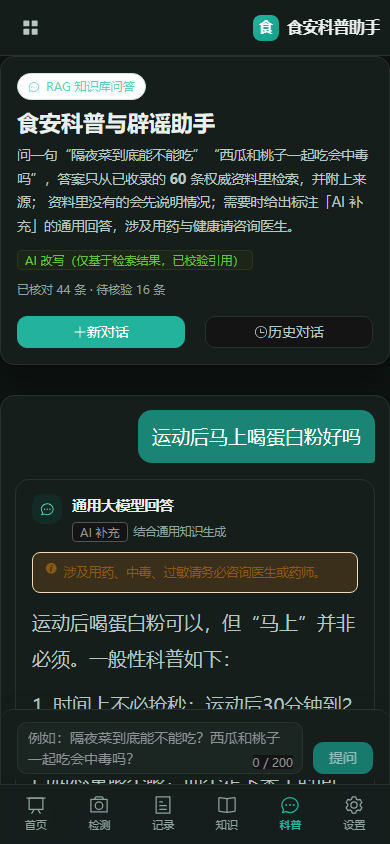 食 食安科普助手
RAG 知识库问答
食安科普与辟谣助手
问一句“隔夜菜到底能不能吃”“西瓜和桃子一起吃会中毒
吗”，答案只从已收录的 60 条权威资料里检索，并附上来
源； 资料里没有的会先说明情况；需要时给出标注「AI 补
充」的通用回答，涉及用药与健康请咨询医生。
AI 改写（仅基于检索结果，已校验引用）
已核对 44 条 · 待核验 16 条
＋新对话
历史对话
运动后马上喝蛋白粉好吗
通用大模型回答
AI 补充 结合通用知识生成
涉及用药、中毒、过敏请务必咨询医生或药师。
运动后喝蛋白粉可以，但“马上”并非
必须。一般性科普如下：
1. 时间上不必抢秒：运动后30分钟到2
例如：隔夜菜到底能不能吃？西瓜和桃子
一起吃会中毒吗？
0 / 200
提问
首页
检测
记录
知识
科普
设置